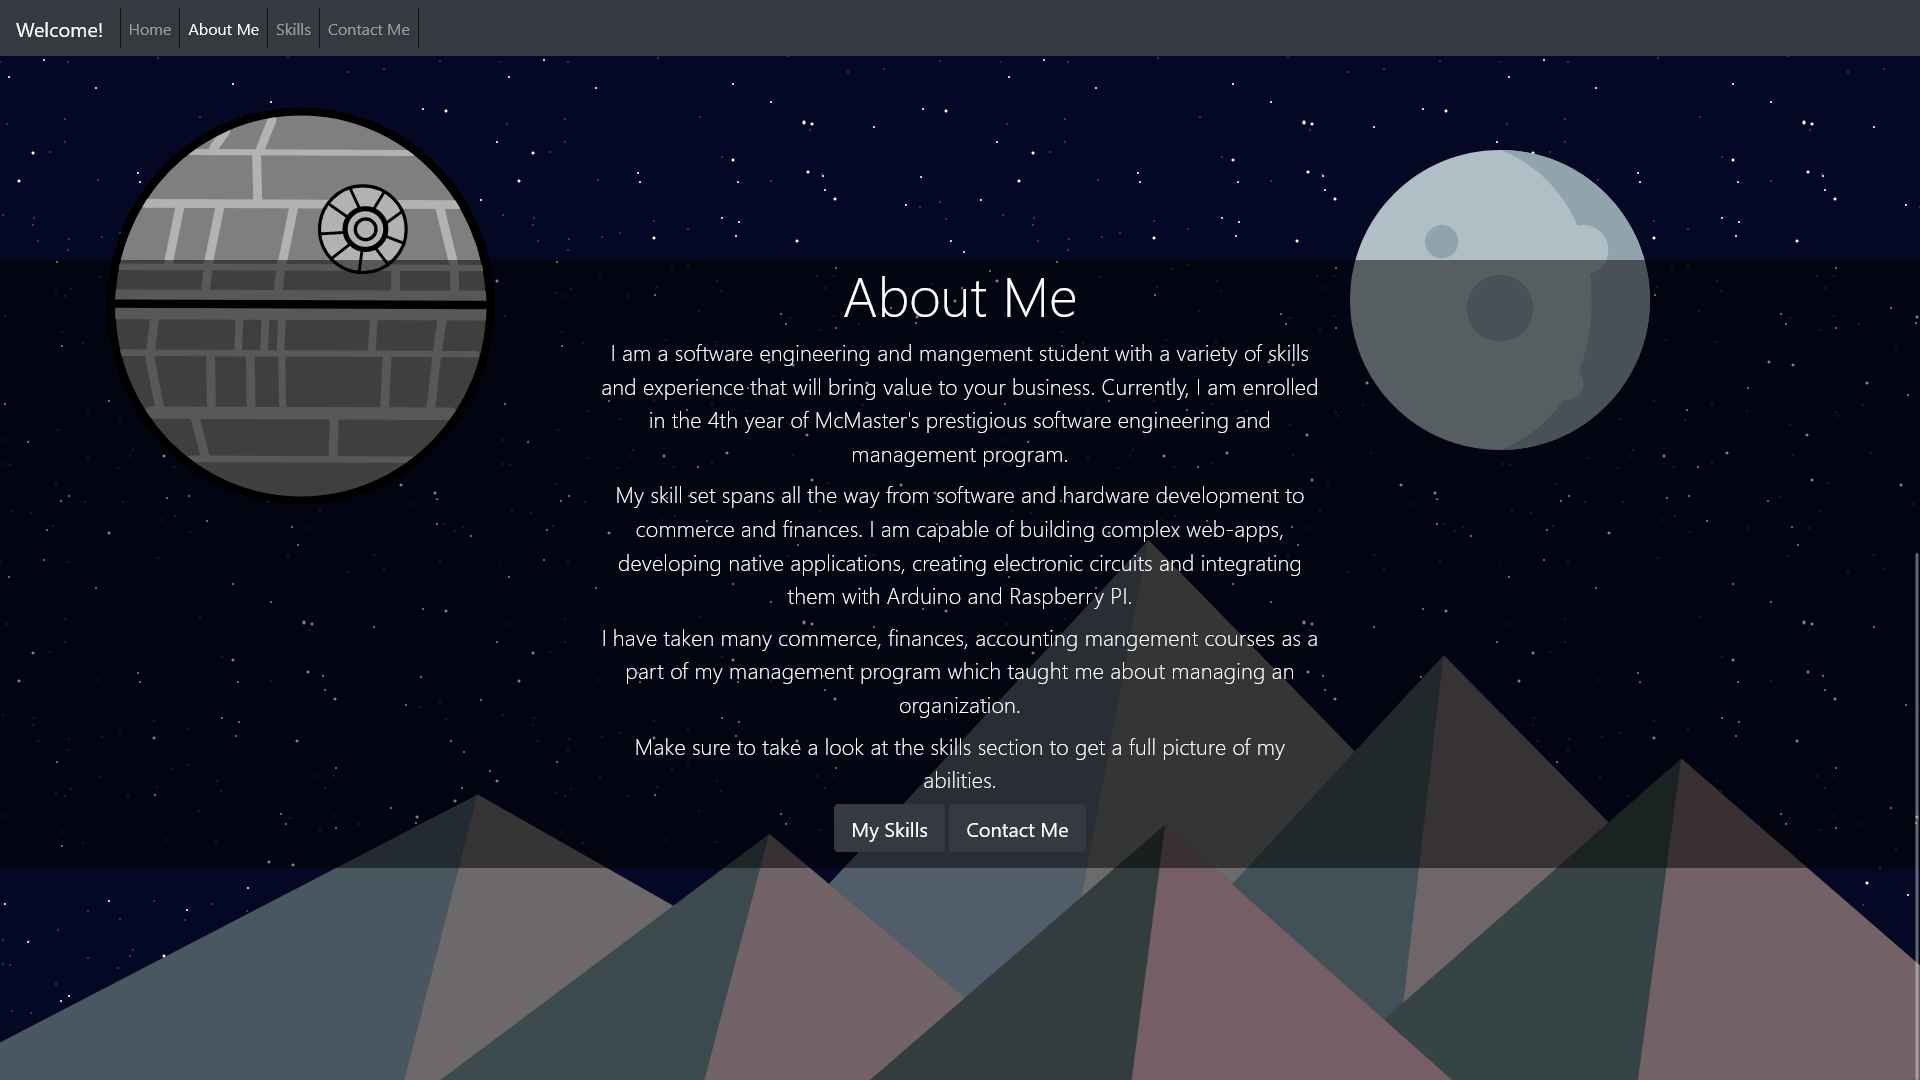 Welcome! Home About Me Skills Contact Me
About Me
I am a software engineering and mangement student with a variety of skills
and experience that will bring value to your business. Currently, I am enrolled
in the 4th year of McMaster's prestigious software engineering and
management program.
My skill set spans all the way from software and hardware development to
commerce and finances. I am capable of building complex web-apps,
developing native applications, creating electronic circuits and integrating
them with Arduino and Raspberry PI.
I have taken many commerce, finances, accounting mangement courses as a
part of my management program which taught me about managing an
organization.
Make sure to take a look at the skills section to get a full picture of my
abilities.
My Skills Contact Me